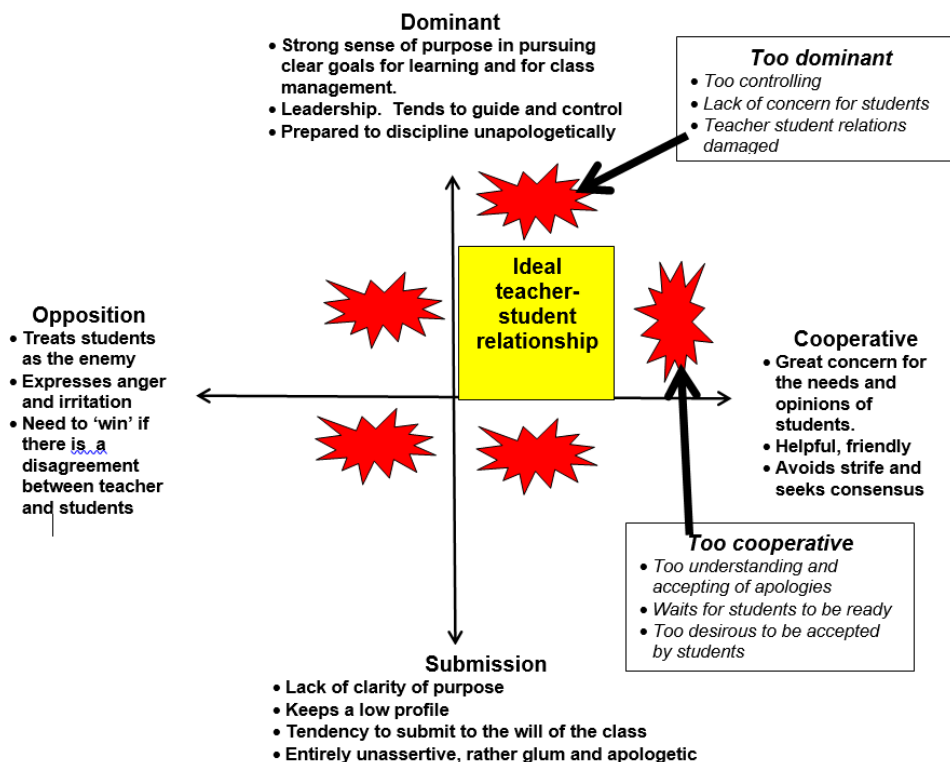 Dominant
• Strong sense of purpose in pursuing
clear goals for learning and for class
management.
• Leadership. Tends to guide and control
• Prepared to discipline unapologetically
Too dominant
• Too controlling
• Lack of concern for students
• Teacher student relations
damaged
Ideal
teacher-
student
relationship
Opposition
• Treats students
as the enemy
• Expresses anger
and irritation
• Need to ‘win’ if
there is a
disagreement
between teacher
and students
Cooperative
• Great concern for
the needs and
opinions of
students.
• Helpful, friendly
• Avoids strife and
seeks consensus
Too cooperative
• Too understanding and
accepting of apologies
• Waits for students to be ready
• Too desirous to be accepted
by students
Submission
• Lack of clarity of purpose
• Keeps a low profile
• Tendency to submit to the will of the class
• Entirely unassertive, rather glum and apologetic